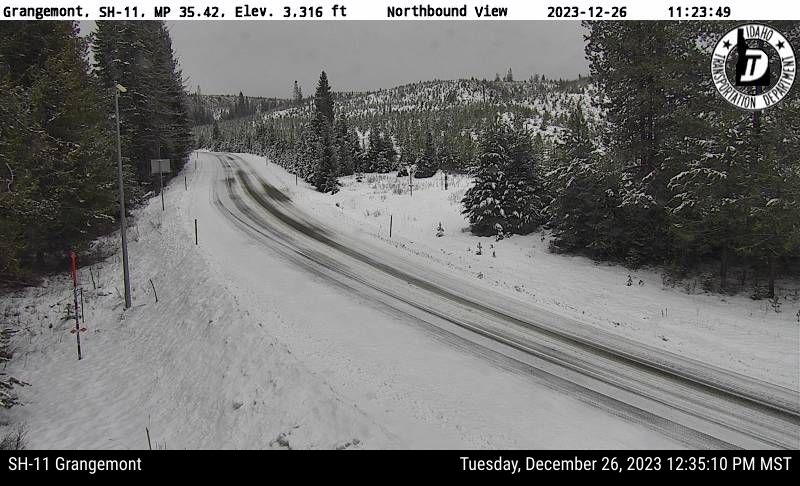 Grangemont, SH-11, MP 35.42, Elev. 3,316 ft Northbound View 2023-12-26 11:23:49
IDAHO
TRANSPORTATION DEPARTMENT
SH-11 Grangemont Tuesday, December 26, 2023 12:35:10 PM MST